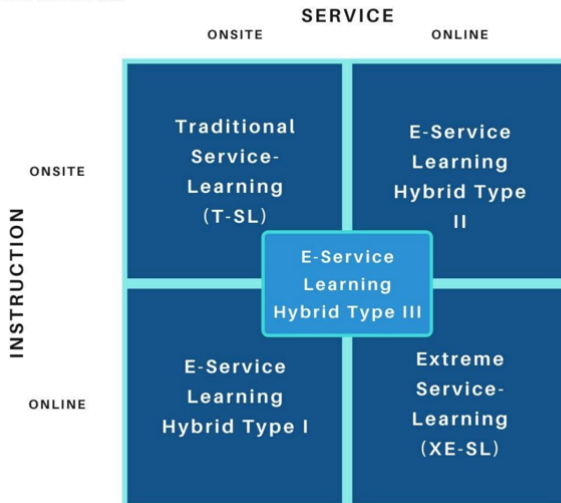 SERVICE
ONSITE
ONLINE
INSTRUCTION
ONSITE
Traditional
Service-
Learning
(T-SL)
E-Service
Learning
Hybrid Type
II
E-Service
Learning
Hybrid Type III
ONLINE
E-Service
Learning
Hybrid Type I
Extreme
Service-
Learning
(XE-SL)